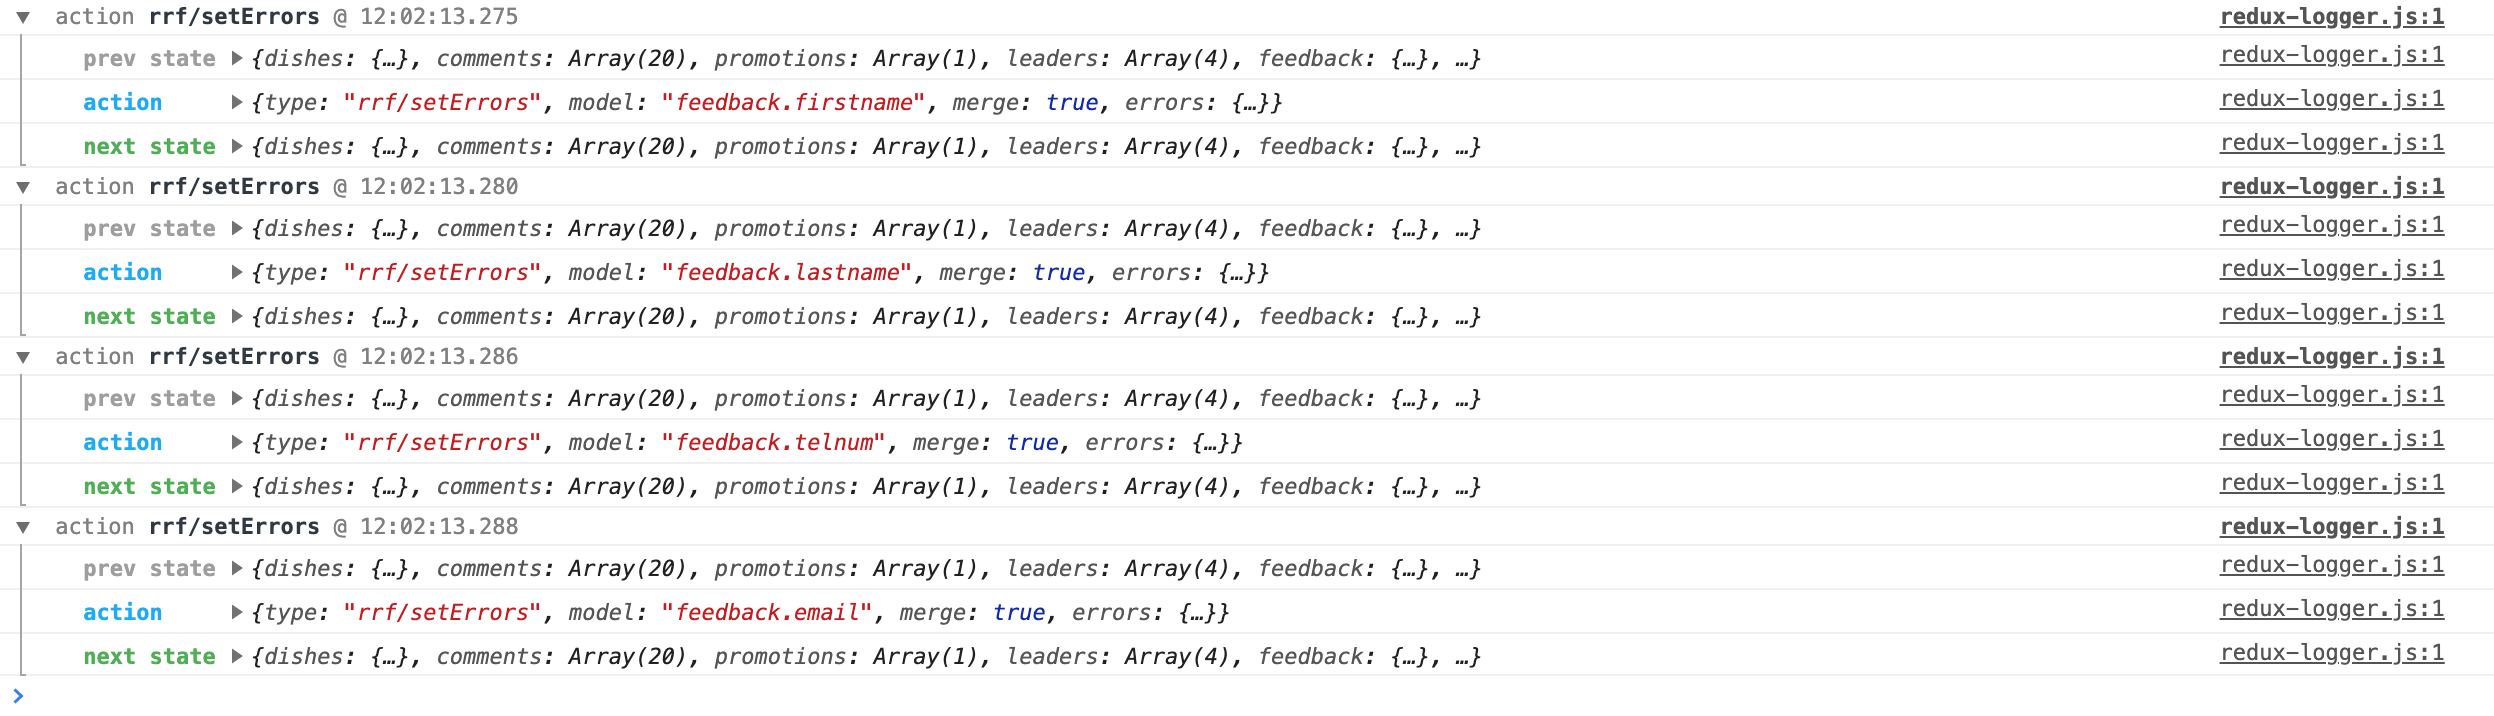 ▼ action rrf/setErrors @ 12:02:13.275 redux-logger.js:1
prev state ▶{dishes: {…}, comments: Array(20), promotions: Array(1), leaders: Array(4), feedback: {…}, …} redux-logger.js:1
action ▶{type: "rrf/setErrors", model: "feedback.firstname", merge: true, errors: {…}} redux-logger.js:1
next state ▶{dishes: {…}, comments: Array(20), promotions: Array(1), leaders: Array(4), feedback: {…}, …} redux-logger.js:1
▼ action rrf/setErrors @ 12:02:13.280 redux-logger.js:1
prev state ▶{dishes: {…}, comments: Array(20), promotions: Array(1), leaders: Array(4), feedback: {…}, …} redux-logger.js:1
action ▶{type: "rrf/setErrors", model: "feedback.lastname", merge: true, errors: {…}} redux-logger.js:1
next state ▶{dishes: {…}, comments: Array(20), promotions: Array(1), leaders: Array(4), feedback: {…}, …} redux-logger.js:1
▼ action rrf/setErrors @ 12:02:13.286 redux-logger.js:1
prev state ▶{dishes: {…}, comments: Array(20), promotions: Array(1), leaders: Array(4), feedback: {…}, …} redux-logger.js:1
action ▶{type: "rrf/setErrors", model: "feedback.telnum", merge: true, errors: {…}} redux-logger.js:1
next state ▶{dishes: {…}, comments: Array(20), promotions: Array(1), leaders: Array(4), feedback: {…}, …} redux-logger.js:1
▼ action rrf/setErrors @ 12:02:13.288 redux-logger.js:1
prev state ▶{dishes: {…}, comments: Array(20), promotions: Array(1), leaders: Array(4), feedback: {…}, …} redux-logger.js:1
action ▶{type: "rrf/setErrors", model: "feedback.email", merge: true, errors: {…}} redux-logger.js:1
next state ▶{dishes: {…}, comments: Array(20), promotions: Array(1), leaders: Array(4), feedback: {…}, …} redux-logger.js:1